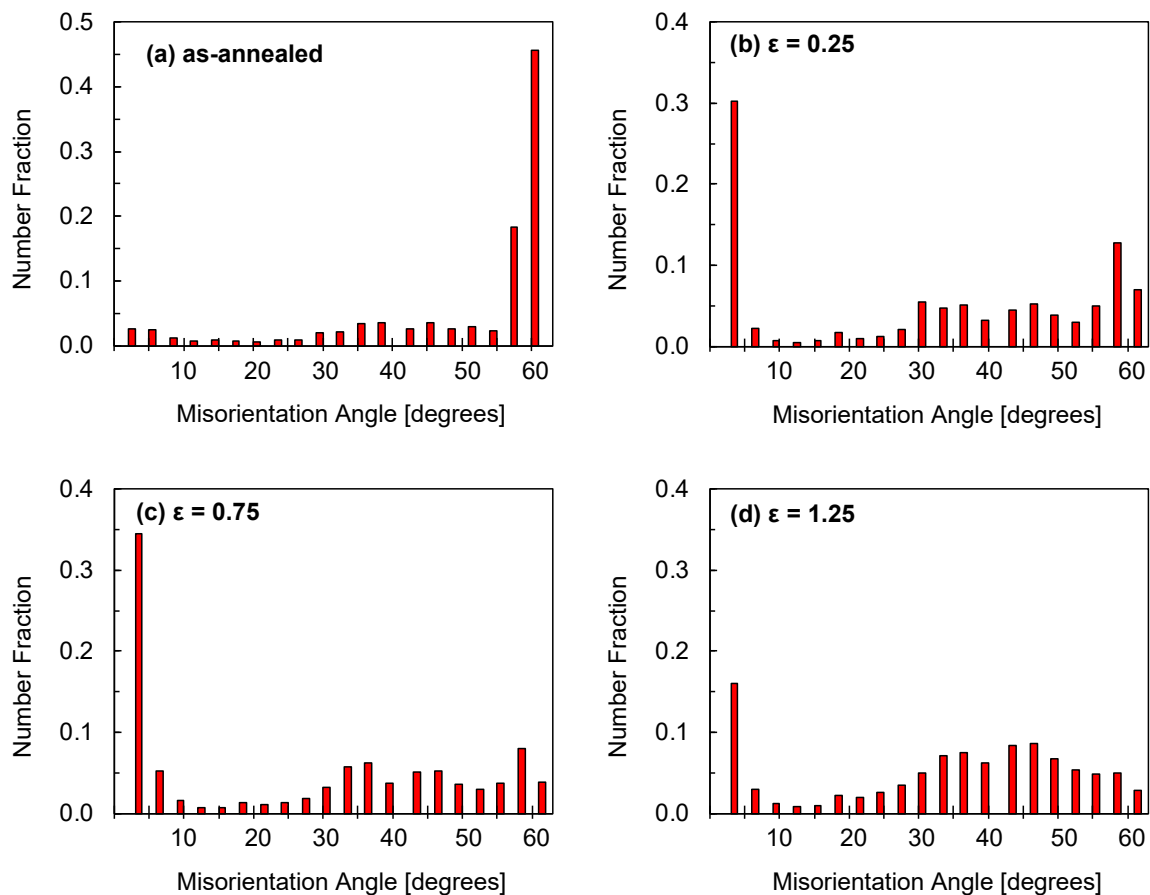 (a) as-annealed
Number Fraction
0.5
0.4
0.3
0.2
0.1
0.0
10 20 30 40 50 60
Misorientation Angle [degrees]
(b) ε = 0.25
Number Fraction
0.4
0.3
0.2
0.1
0.0
10 20 30 40 50 60
Misorientation Angle [degrees]
(c) ε = 0.75
Number Fraction
0.4
0.3
0.2
0.1
0.0
10 20 30 40 50 60
Misorientation Angle [degrees]
(d) ε = 1.25
Number Fraction
0.4
0.3
0.2
0.1
0.0
10 20 30 40 50 60
Misorientation Angle [degrees]